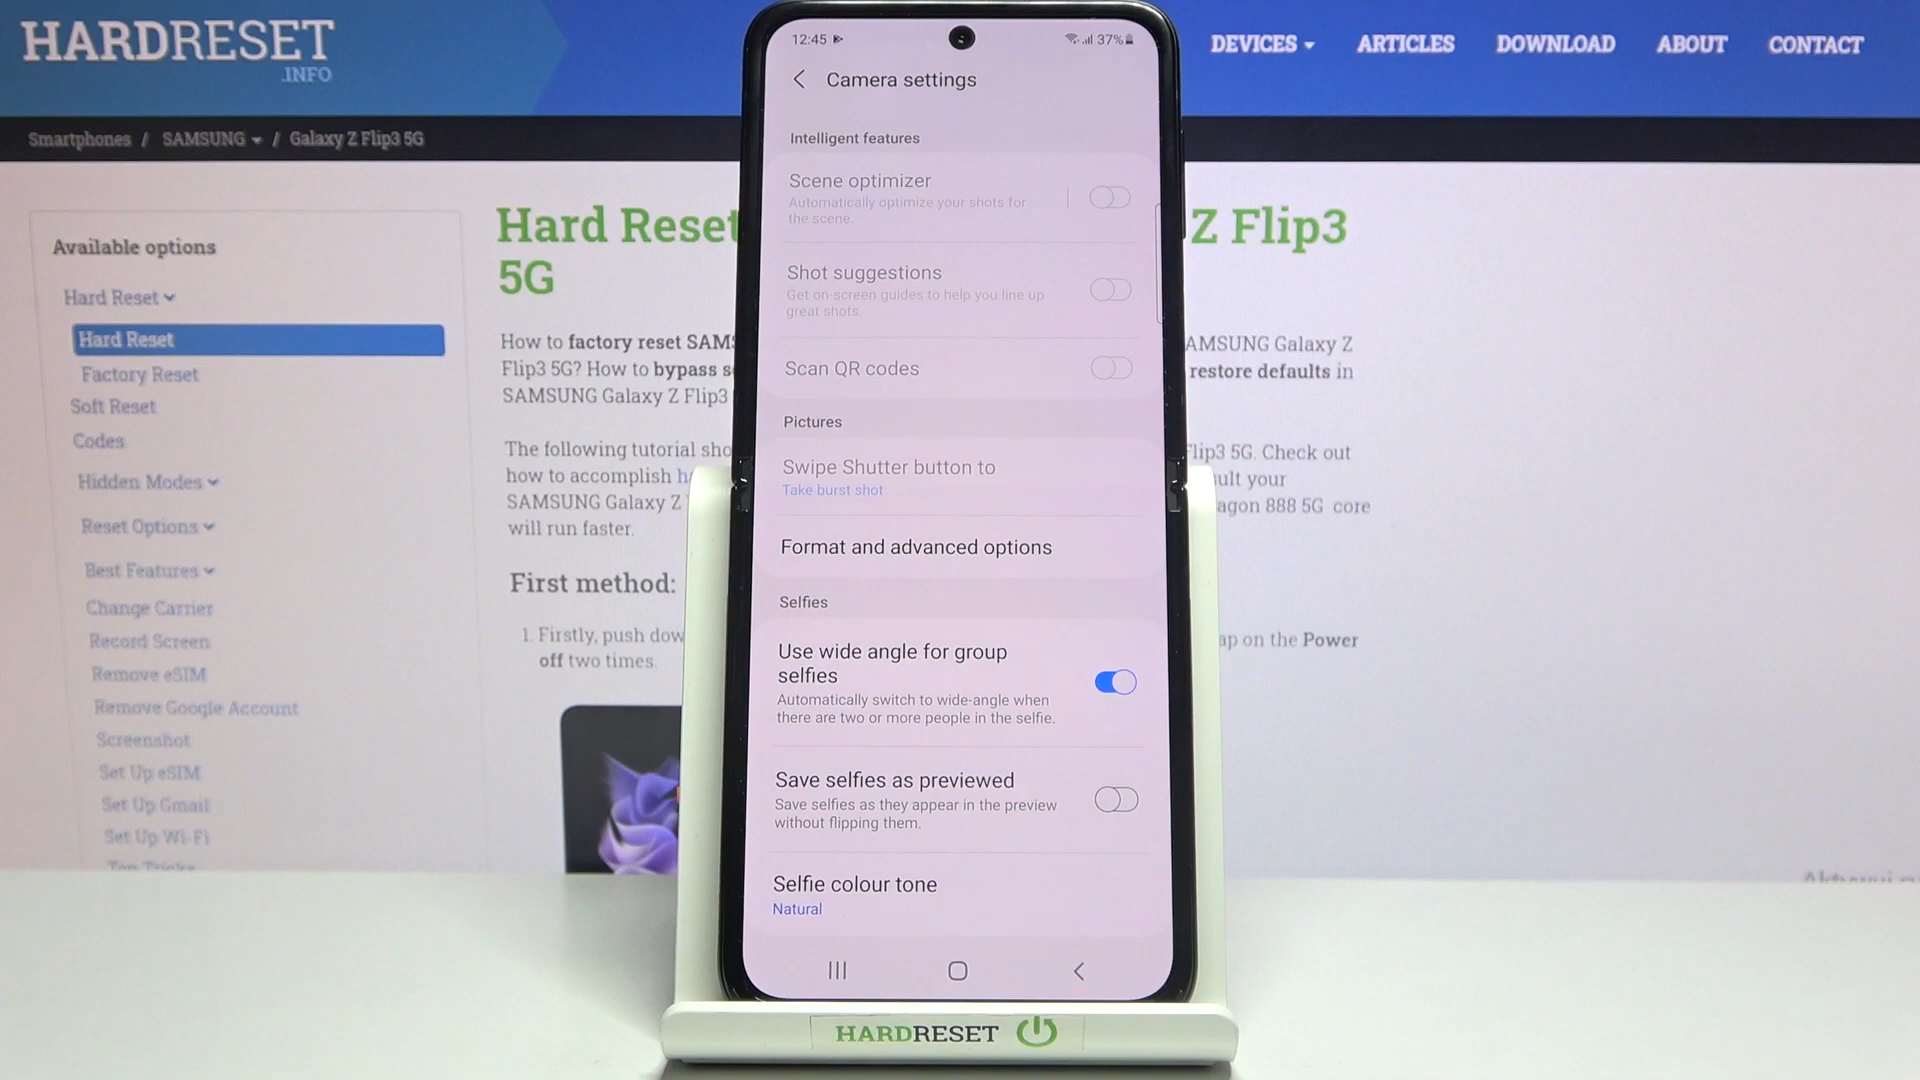 HARDRESET
.INFO
DEVICES
ARTICLES
DOWNLOAD
ABOUT
CONTACT
Smartphones / SAMSUNG / Galaxy Z Flip3 5G
Available options
Hard Reset
Hard Reset
Factory Reset
Soft Reset
Codes
Hidden Modes
Reset Options
Best Features
Change Carrier
Record Screen
Remove eSIM
Remove Google Account
Screenshot
Set Up eSIM
Set Up Gmail
Set Up Wi-Fi
Top Tricks
Hard Reset
Z Flip3
5G
How to factory reset SAMS
AMSUNG Galaxy Z
Flip3 5G? How to bypass s
restore defaults in
SAMSUNG Galaxy Z Flip3
The following tutorial sho
Flip3 5G. Check out
how to accomplish h
ult your
SAMSUNG Galaxy Z
agon 888 5G core
will run faster.
First method:
1. Firstly, push dow
ap on the Power
off two times.
12:45
37%
Camera settings
Intelligent features
Scene optimizer
Automatically optimize your shots for
the scene.
Shot suggestions
Get on-screen guides to help you line up
great shots.
Scan QR codes
Pictures
Swipe Shutter button to
Take burst shot
Format and advanced options
Selfies
Use wide angle for group
selfies
Automatically switch to wide-angle when
there are two or more people in the selfie.
Save selfies as previewed
Save selfies as they appear in the preview
without flipping them.
Selfie colour tone
Natural
HARDRESET